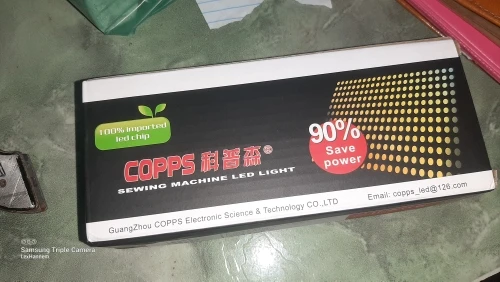 100% Imported
led chip
COPPS 科普森®
SEWING MACHINE LED LIGHT
90%
Save
power
GuangZhou COPPS Electronic Science & Technology CO.,LTD
Email: copps_led@126.com
Samsung Triple Camera